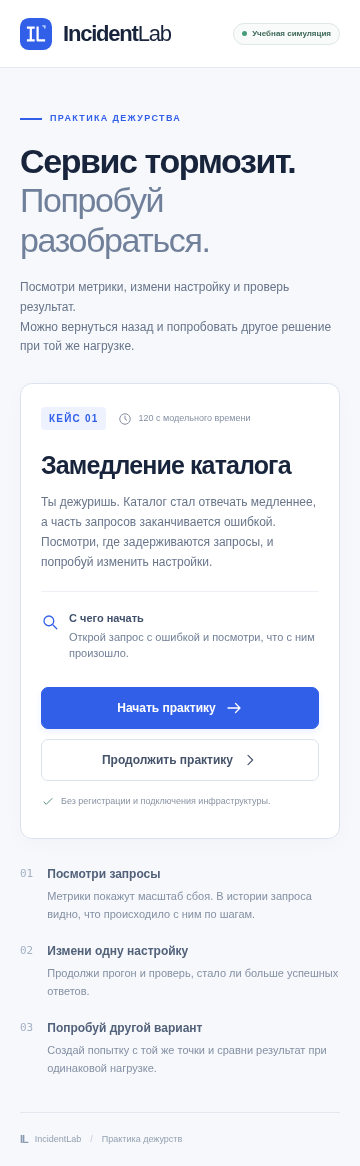 IL IncidentLab Учебная симуляция
ПРАКТИКА ДЕЖУРСТВА
Сервис тормозит.
Попробуй
разобраться.
Посмотри метрики, измени настройку и проверь
результат.
Можно вернуться назад и попробовать другое решение
при той же нагрузке.
КЕЙС 01 120 с модельного времени
Замедление каталога
Ты дежуришь. Каталог стал отвечать медленнее,
а часть запросов заканчивается ошибкой.
Посмотри, где задерживаются запросы, и
попробуй изменить настройки.
С чего начать
Открой запрос с ошибкой и посмотри, что с ним
произошло.
Начать практику
Продолжить практику
Без регистрации и подключения инфраструктуры.
01 Посмотри запросы
Метрики покажут масштаб сбоя. В истории запроса
видно, что происходило с ним по шагам.
02 Измени одну настройку
Продолжи прогон и проверь, стало ли больше успешных
ответов.
03 Попробуй другой вариант
Создай попытку с той же точки и сравни результат при
одинаковой нагрузке.
IL IncidentLab / Практика дежурств